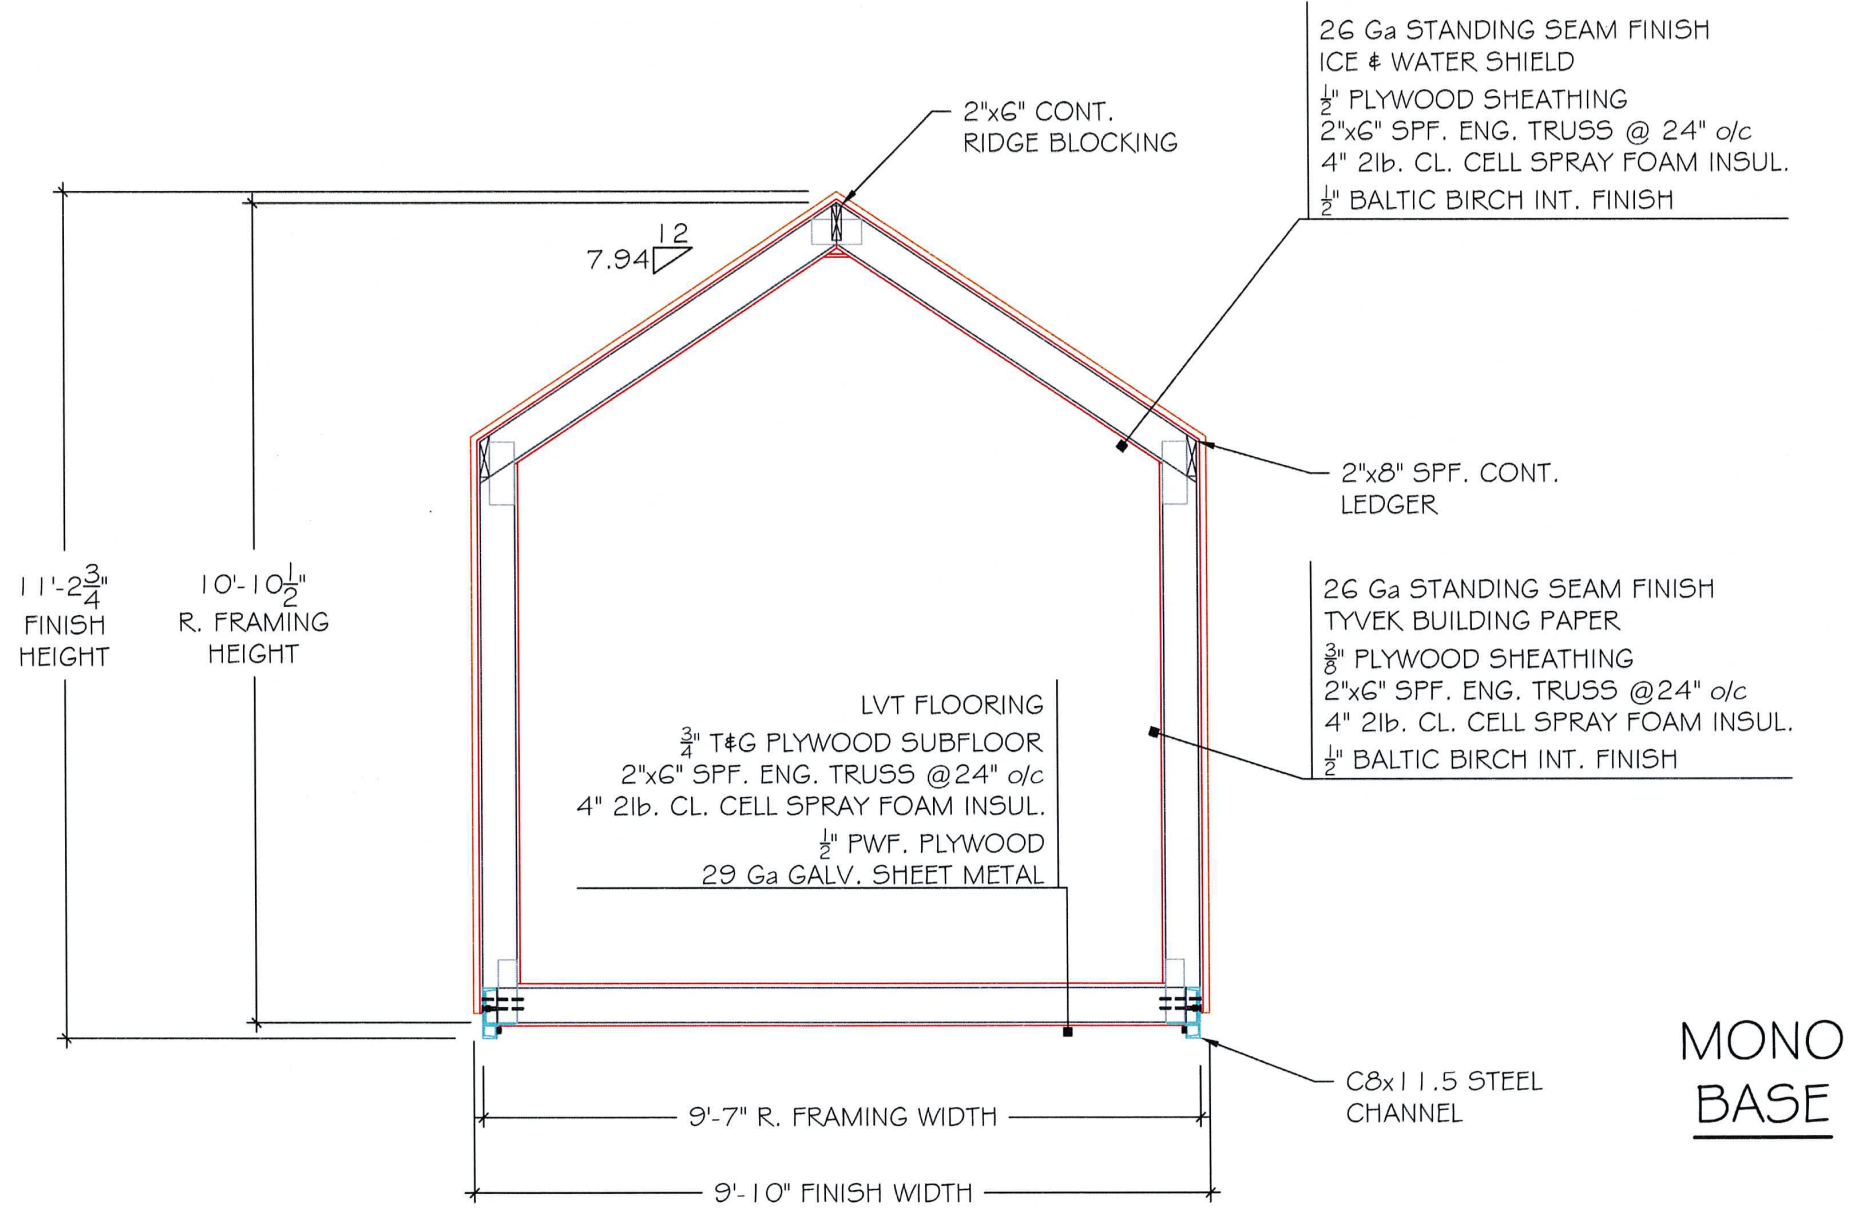 26 Ga STANDING SEAM FINISH
ICE & WATER SHIELD
½" PLYWOOD SHEATHING
2"x6" SPF. ENG. TRUSS @ 24" o/c
4" 2lb. CL. CELL SPRAY FOAM INSUL.
½" BALTIC BIRCH INT. FINISH
2"x6" CONT.
RIDGE BLOCKING
12
7.94
2"x8" SPF. CONT.
LEDGER
11'-2¾"
FINISH
HEIGHT
10'-10½"
R. FRAMING
HEIGHT
26 Ga STANDING SEAM FINISH
TYVEK BUILDING PAPER
⅜" PLYWOOD SHEATHING
2"x6" SPF. ENG. TRUSS @24" o/c
4" 2lb. CL. CELL SPRAY FOAM INSUL.
½" BALTIC BIRCH INT. FINISH
LVT FLOORING
¾" T&G PLYWOOD SUBFLOOR
2"x6" SPF. ENG. TRUSS @24" o/c
4" 2lb. CL. CELL SPRAY FOAM INSUL.
½" PWF. PLYWOOD
29 Ga GALV. SHEET METAL
C8x11.5 STEEL
CHANNEL
9'-7" R. FRAMING WIDTH
9'-10" FINISH WIDTH
MONO
BASE